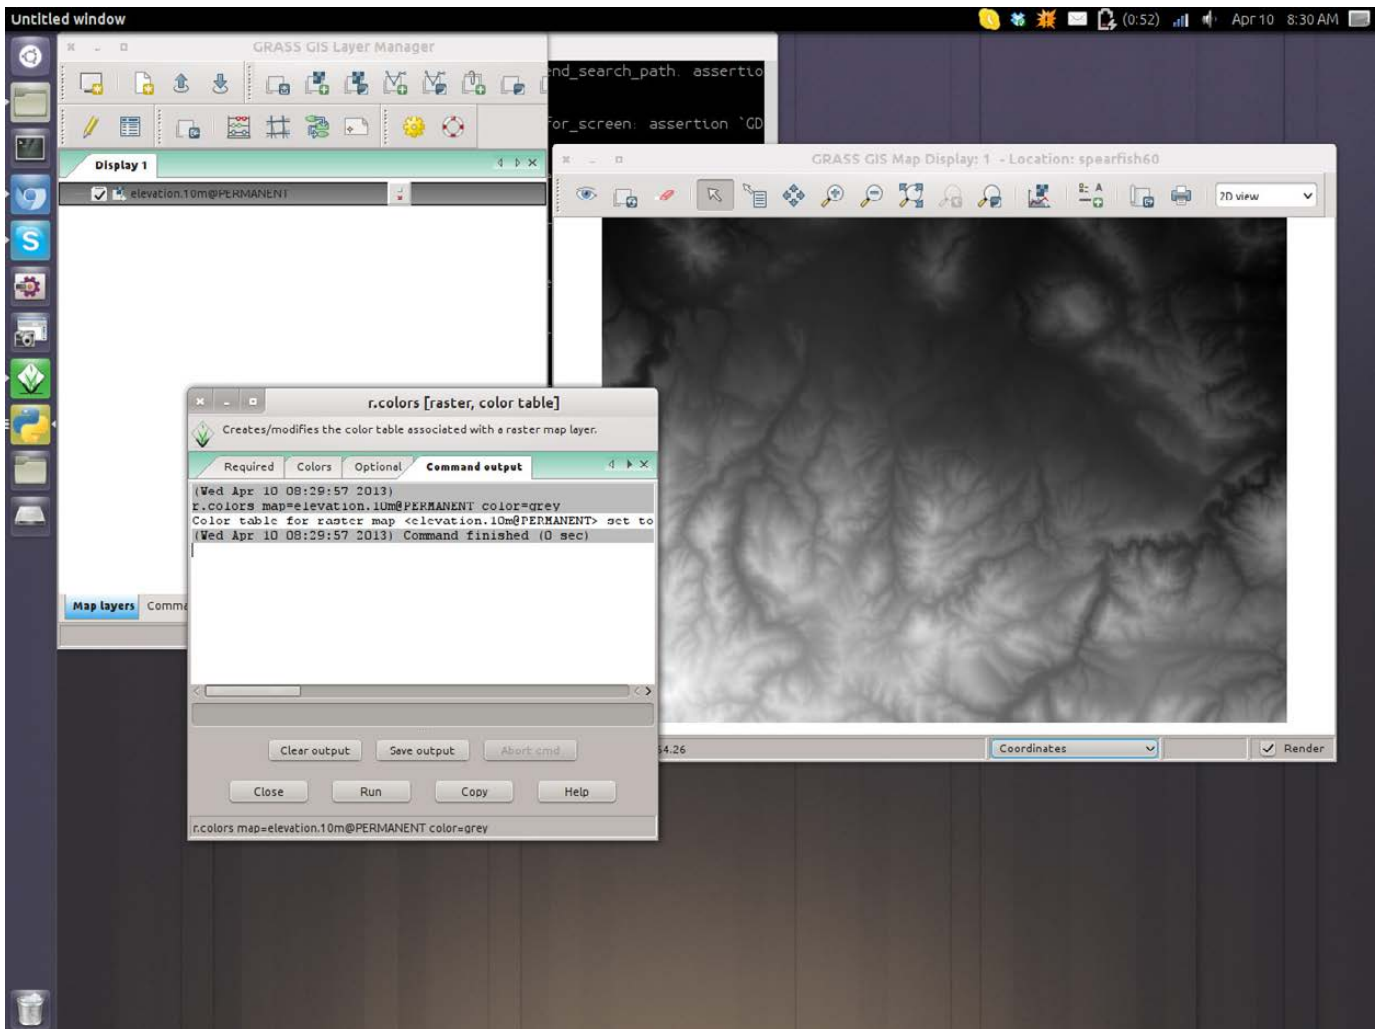 Untitled window
(0:52)
Apr 10 8:30 AM
GRASS GIS Layer Manager
end_search_path: assertio
for_screen: assertion `GD
Display 1
elevation.10m@PERMANENT
GRASS GIS Map Display: 1 - Location: spearfish60
2D view
r.colors [raster, color table]
Creates/modifies the color table associated with a raster map layer.
Required Colors Optional Command output
(Wed Apr 10 08:29:57 2013)
r.colors map=elevation.10m@PERMANENT color=grey
Color table for raster map <elevation.10m@PERMANENT> set to
(Wed Apr 10 08:29:57 2013) Command finished (0 sec)
Map layers Comma
Clear output Save output Abort cmd
54.26
Coordinates
Render
Close Run Copy Help
r.colors map=elevation.10m@PERMANENT color=grey